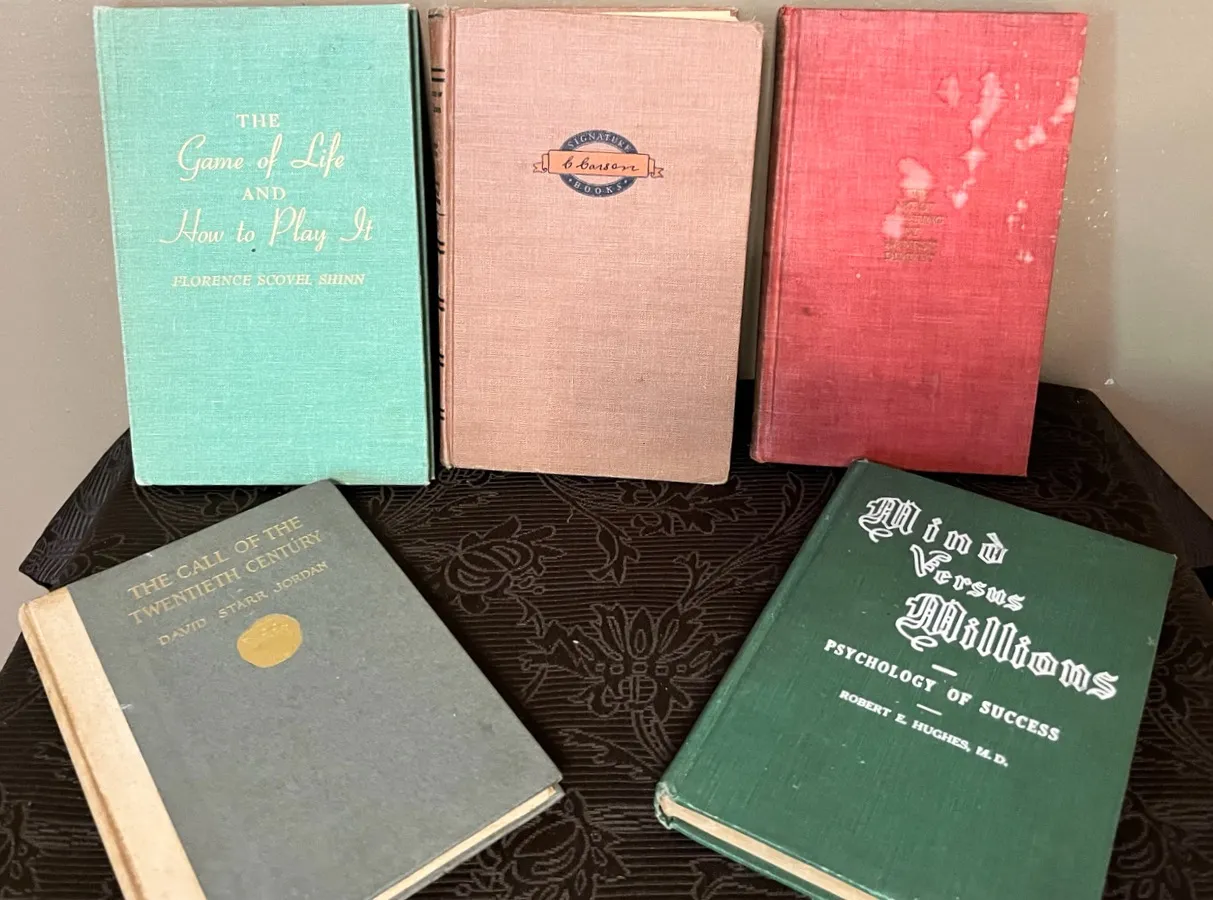 THE
Game of Life
AND
How to Play It
FLORENCE SCOVEL SHINN
SIGNATURE
C Carson
BOOKS
THE CALL OF THE
TWENTIETH CENTURY
DAVID STARR JORDAN
Mind
Versus
Millions
PSYCHOLOGY OF SUCCESS
ROBERT E. HUGHES, M.D.